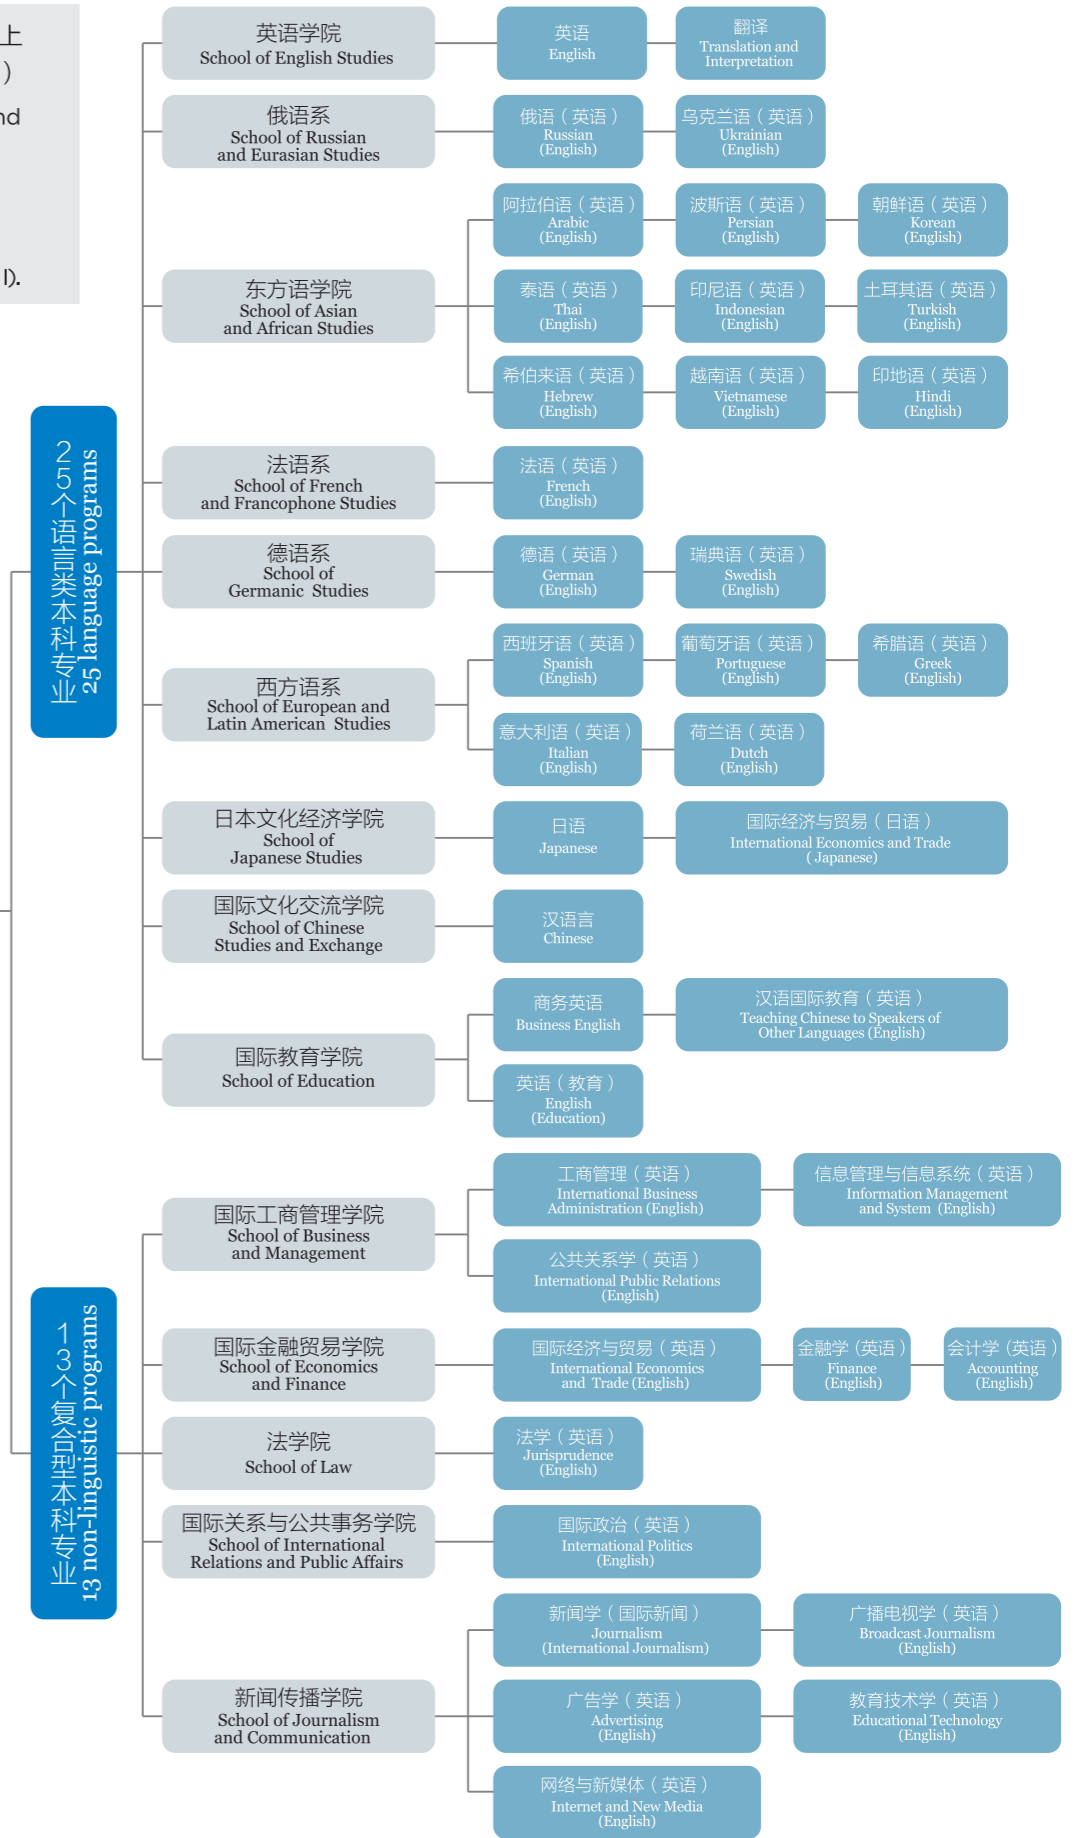 上
）
nd
l).
25个语言类本科专业
25 language programs
英语学院
School of English Studies
英语
English
翻译
Translation and
Interpretation
俄语系
School of Russian
and Eurasian Studies
俄语（英语）
Russian
(English)
乌克兰语（英语）
Ukrainian
(English)
东方语学院
School of Asian
and African Studies
阿拉伯语（英语）
Arabic
(English)
波斯语（英语）
Persian
(English)
朝鲜语（英语）
Korean
(English)
泰语（英语）
Thai
(English)
印尼语（英语）
Indonesian
(English)
土耳其语（英语）
Turkish
(English)
希伯来语（英语）
Hebrew
(English)
越南语（英语）
Vietnamese
(English)
印地语（英语）
Hindi
(English)
法语系
School of French
and Francophone Studies
法语（英语）
French
(English)
德语系
School of
Germanic Studies
德语（英语）
German
(English)
瑞典语（英语）
Swedish
(English)
西方语系
School of European and
Latin American Studies
西班牙语（英语）
Spanish
(English)
葡萄牙语（英语）
Portuguese
(English)
希腊语（英语）
Greek
(English)
意大利语（英语）
Italian
(English)
荷兰语（英语）
Dutch
(English)
日本文化经济学院
School of
Japanese Studies
日语
Japanese
国际经济与贸易（日语）
International Economics and Trade
( Japanese)
国际文化交流学院
School of Chinese
Studies and Exchange
汉语言
Chinese
国际教育学院
School of Education
商务英语
Business English
汉语国际教育（英语）
Teaching Chinese to Speakers of
Other Languages (English)
英语（教育）
English
(Education)
13个复合型本科专业
13 non-linguistic programs
国际工商管理学院
School of Business
and Management
工商管理（英语）
International Business
Administration (English)
信息管理与信息系统（英语）
Information Management
and System (English)
公共关系学（英语）
International Public Relations
(English)
国际金融贸易学院
School of Economics
and Finance
国际经济与贸易（英语）
International Economics
and Trade (English)
金融学（英语）
Finance
(English)
会计学（英语）
Accounting
(English)
法学院
School of Law
法学（英语）
Jurisprudence
(English)
国际关系与公共事务学院
School of International
Relations and Public Affairs
国际政治（英语）
International Politics
(English)
新闻传播学院
School of Journalism
and Communication
新闻学（国际新闻）
Journalism
(International Journalism)
广播电视学（英语）
Broadcast Journalism
(English)
广告学（英语）
Advertising
(English)
教育技术学（英语）
Educational Technology
(English)
网络与新媒体（英语）
Internet and New Media
(English)